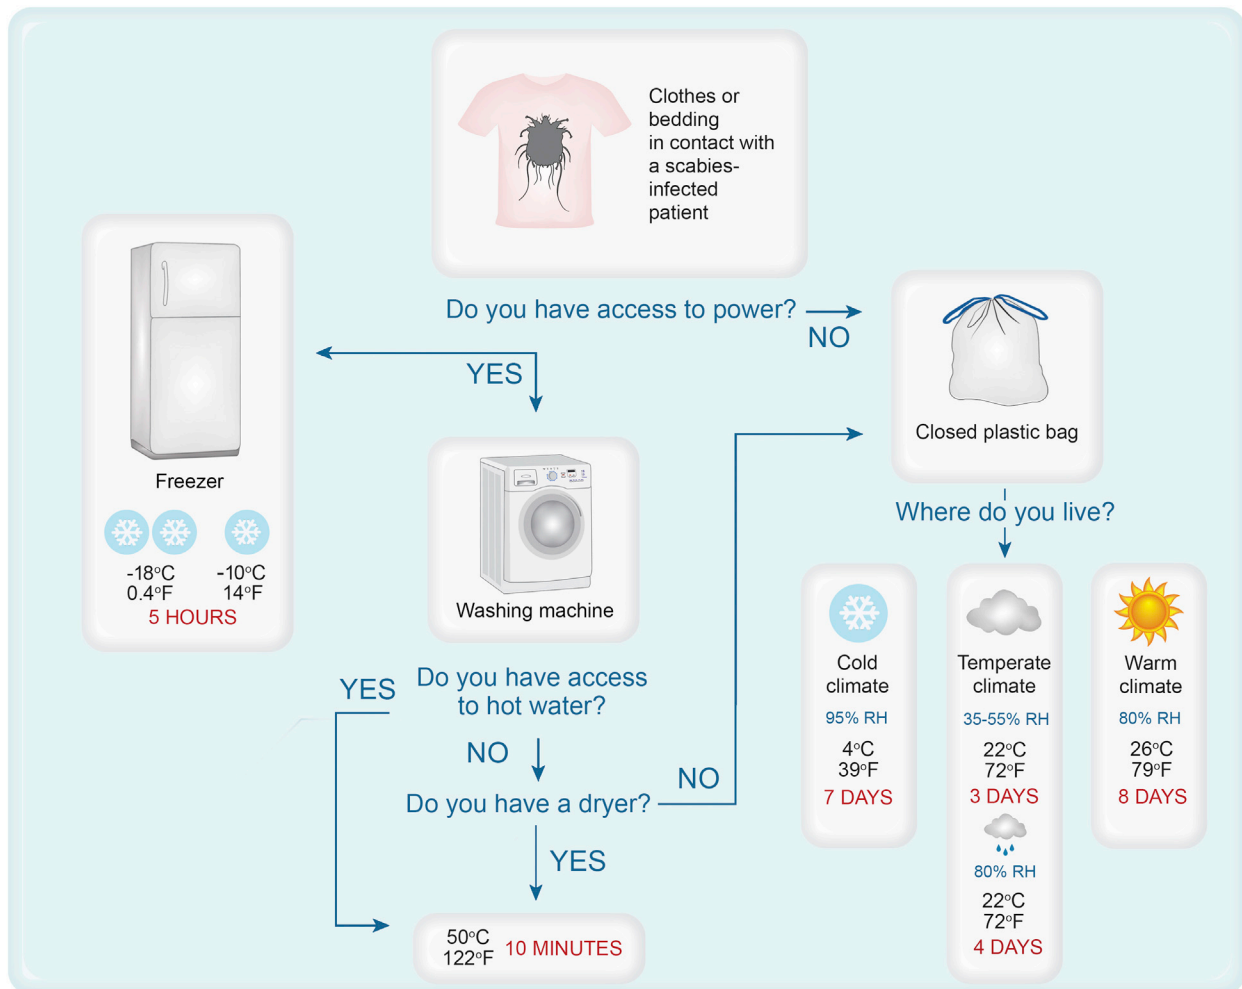 Clothes or
bedding
in contact with
a scabies-
infected
patient
Do you have access to power?
NO
YES
Freezer
-18°C
0.4°F
-10°C
14°F
5 HOURS
Washing machine
Closed plastic bag
Where do you live?
Do you have access
to hot water?
YES
NO
Do you have a dryer?
NO
YES
50°C
122°F
10 MINUTES
Cold
climate
95% RH
4°C
39°F
7 DAYS
Temperate
climate
35-55% RH
22°C
72°F
3 DAYS
80% RH
22°C
72°F
4 DAYS
Warm
climate
80% RH
26°C
79°F
8 DAYS